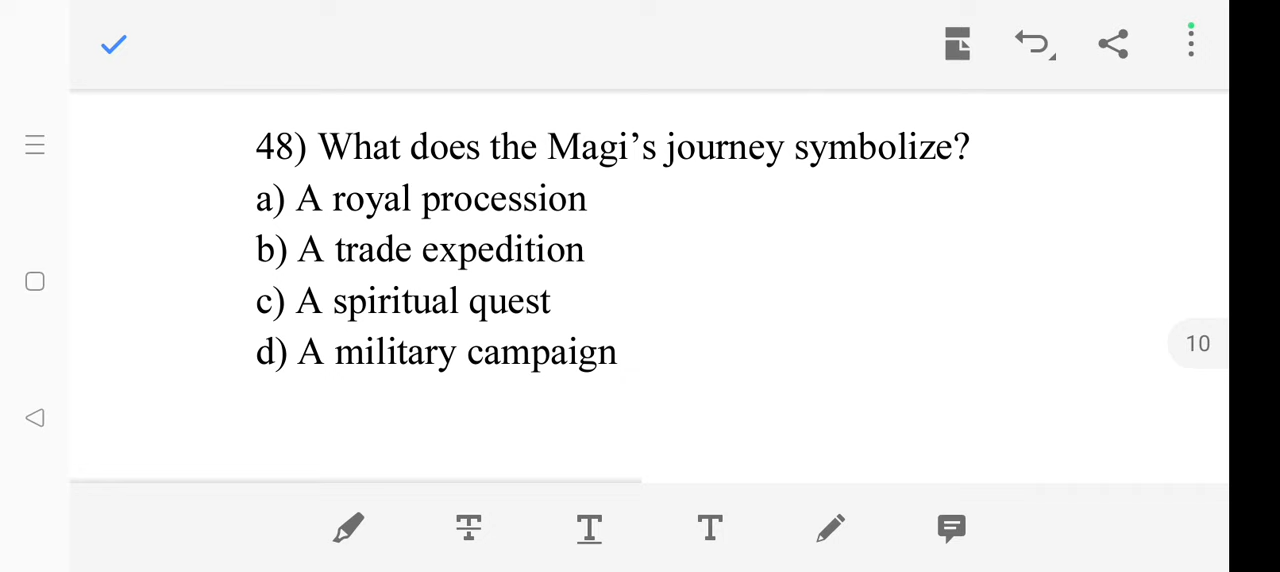 48) What does the Magi’s journey symbolize?
a) A royal procession
b) A trade expedition
c) A spiritual quest
d) A military campaign
10
T
T
T